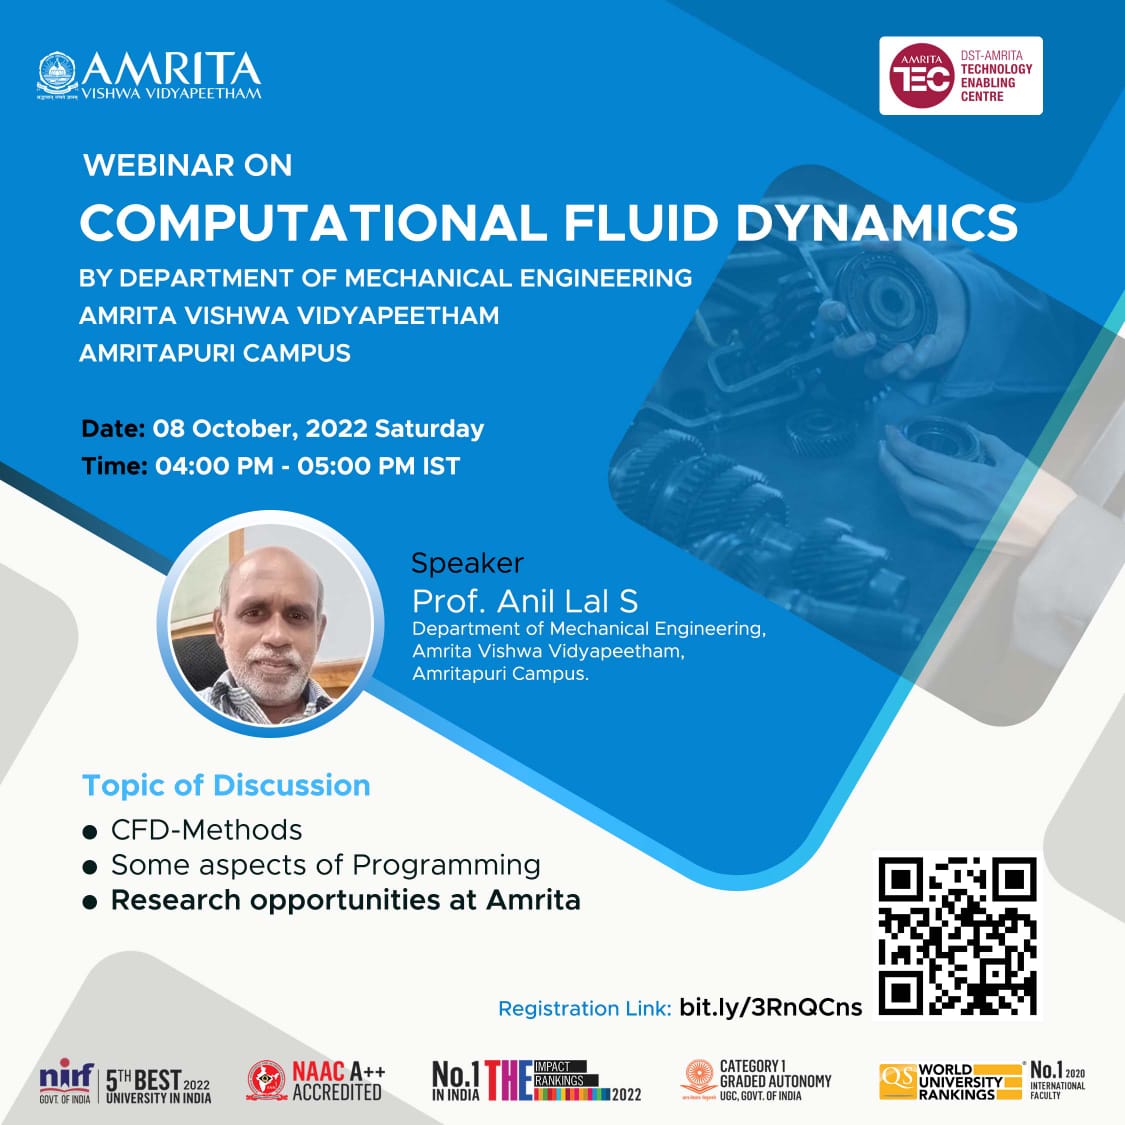 AMRITA
VISHWA VIDYAPEETHAM
AMRITA
TEC
DST-AMRITA
TECHNOLOGY
ENABLING
CENTRE
WEBINAR ON
COMPUTATIONAL FLUID DYNAMICS
BY DEPARTMENT OF MECHANICAL ENGINEERING
AMRITA VISHWA VIDYAPEETHAM
AMRITAPURI CAMPUS
Date: 08 October, 2022 Saturday
Time: 04:00 PM - 05:00 PM IST
Speaker
Prof. Anil Lal S
Department of Mechanical Engineering,
Amrita Vishwa Vidyapeetham,
Amritapuri Campus.
Topic of Discussion
● CFD-Methods
● Some aspects of Programming
● Research opportunities at Amrita
Registration Link: bit.ly/3RnQCns
nirf
GOVT. OF INDIA
5TH BEST 2022
UNIVERSITY IN INDIA
NAAC A++
ACCREDITED
No.1
IN INDIA
THE
IMPACT
RANKINGS
2022
CATEGORY 1
GRADED AUTONOMY
UGC, GOVT. OF INDIA
QS
WORLD
UNIVERSITY
RANKINGS
No.1 2020
INTERNATIONAL
FACULTY